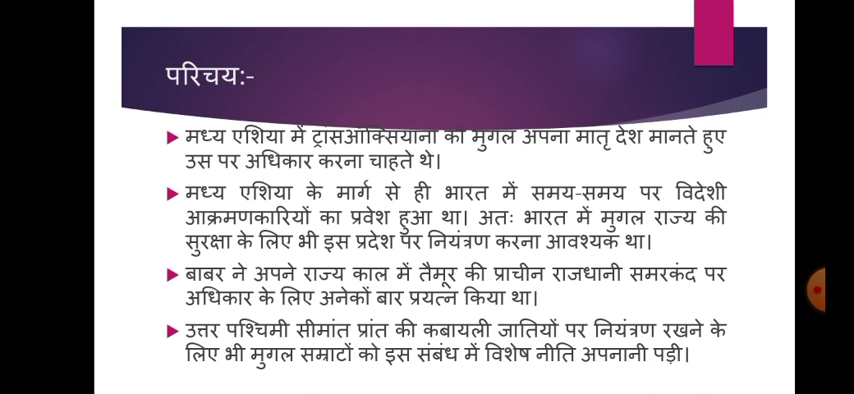 परिचय:-
मध्य एशिया में ट्रांसऑक्सियाना को मुगल अपना मातृ देश मानते हुए
उस पर अधिकार करना चाहते थे।
मध्य एशिया के मार्ग से ही भारत में समय-समय पर विदेशी
आक्रमणकारियों का प्रवेश हुआ था। अतः भारत में मुगल राज्य की
सुरक्षा के लिए भी इस प्रदेश पर नियंत्रण करना आवश्यक था।
बाबर ने अपने राज्य काल में तैमूर की प्राचीन राजधानी समरकंद पर
अधिकार के लिए अनेकों बार प्रयत्न किया था।
उत्तर पश्चिमी सीमांत प्रांत की कबायली जातियों पर नियंत्रण रखने के
लिए भी मुगल सम्राटों को इस संबंध में विशेष नीति अपनानी पड़ी।